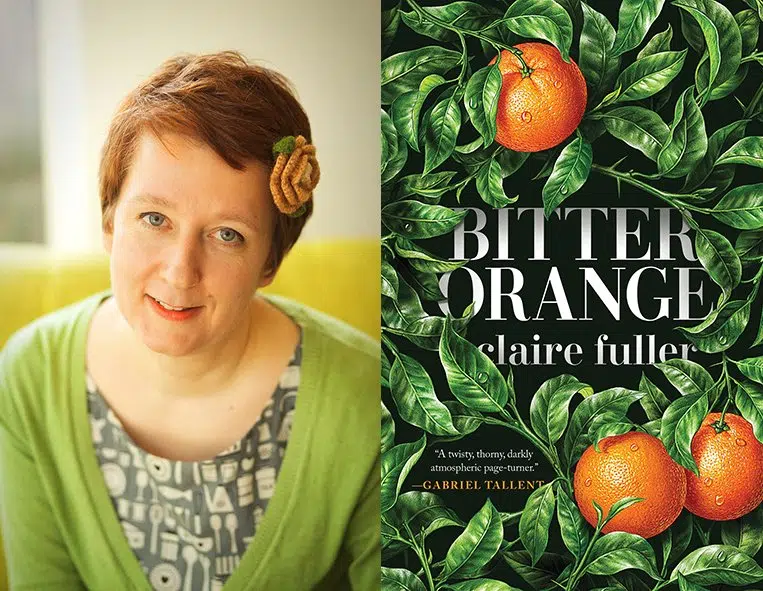 BITTER
ORANGE
claire fuller
“A twisty, thorny, darkly
atmospheric page-turner.”
—GABRIEL TALLENT